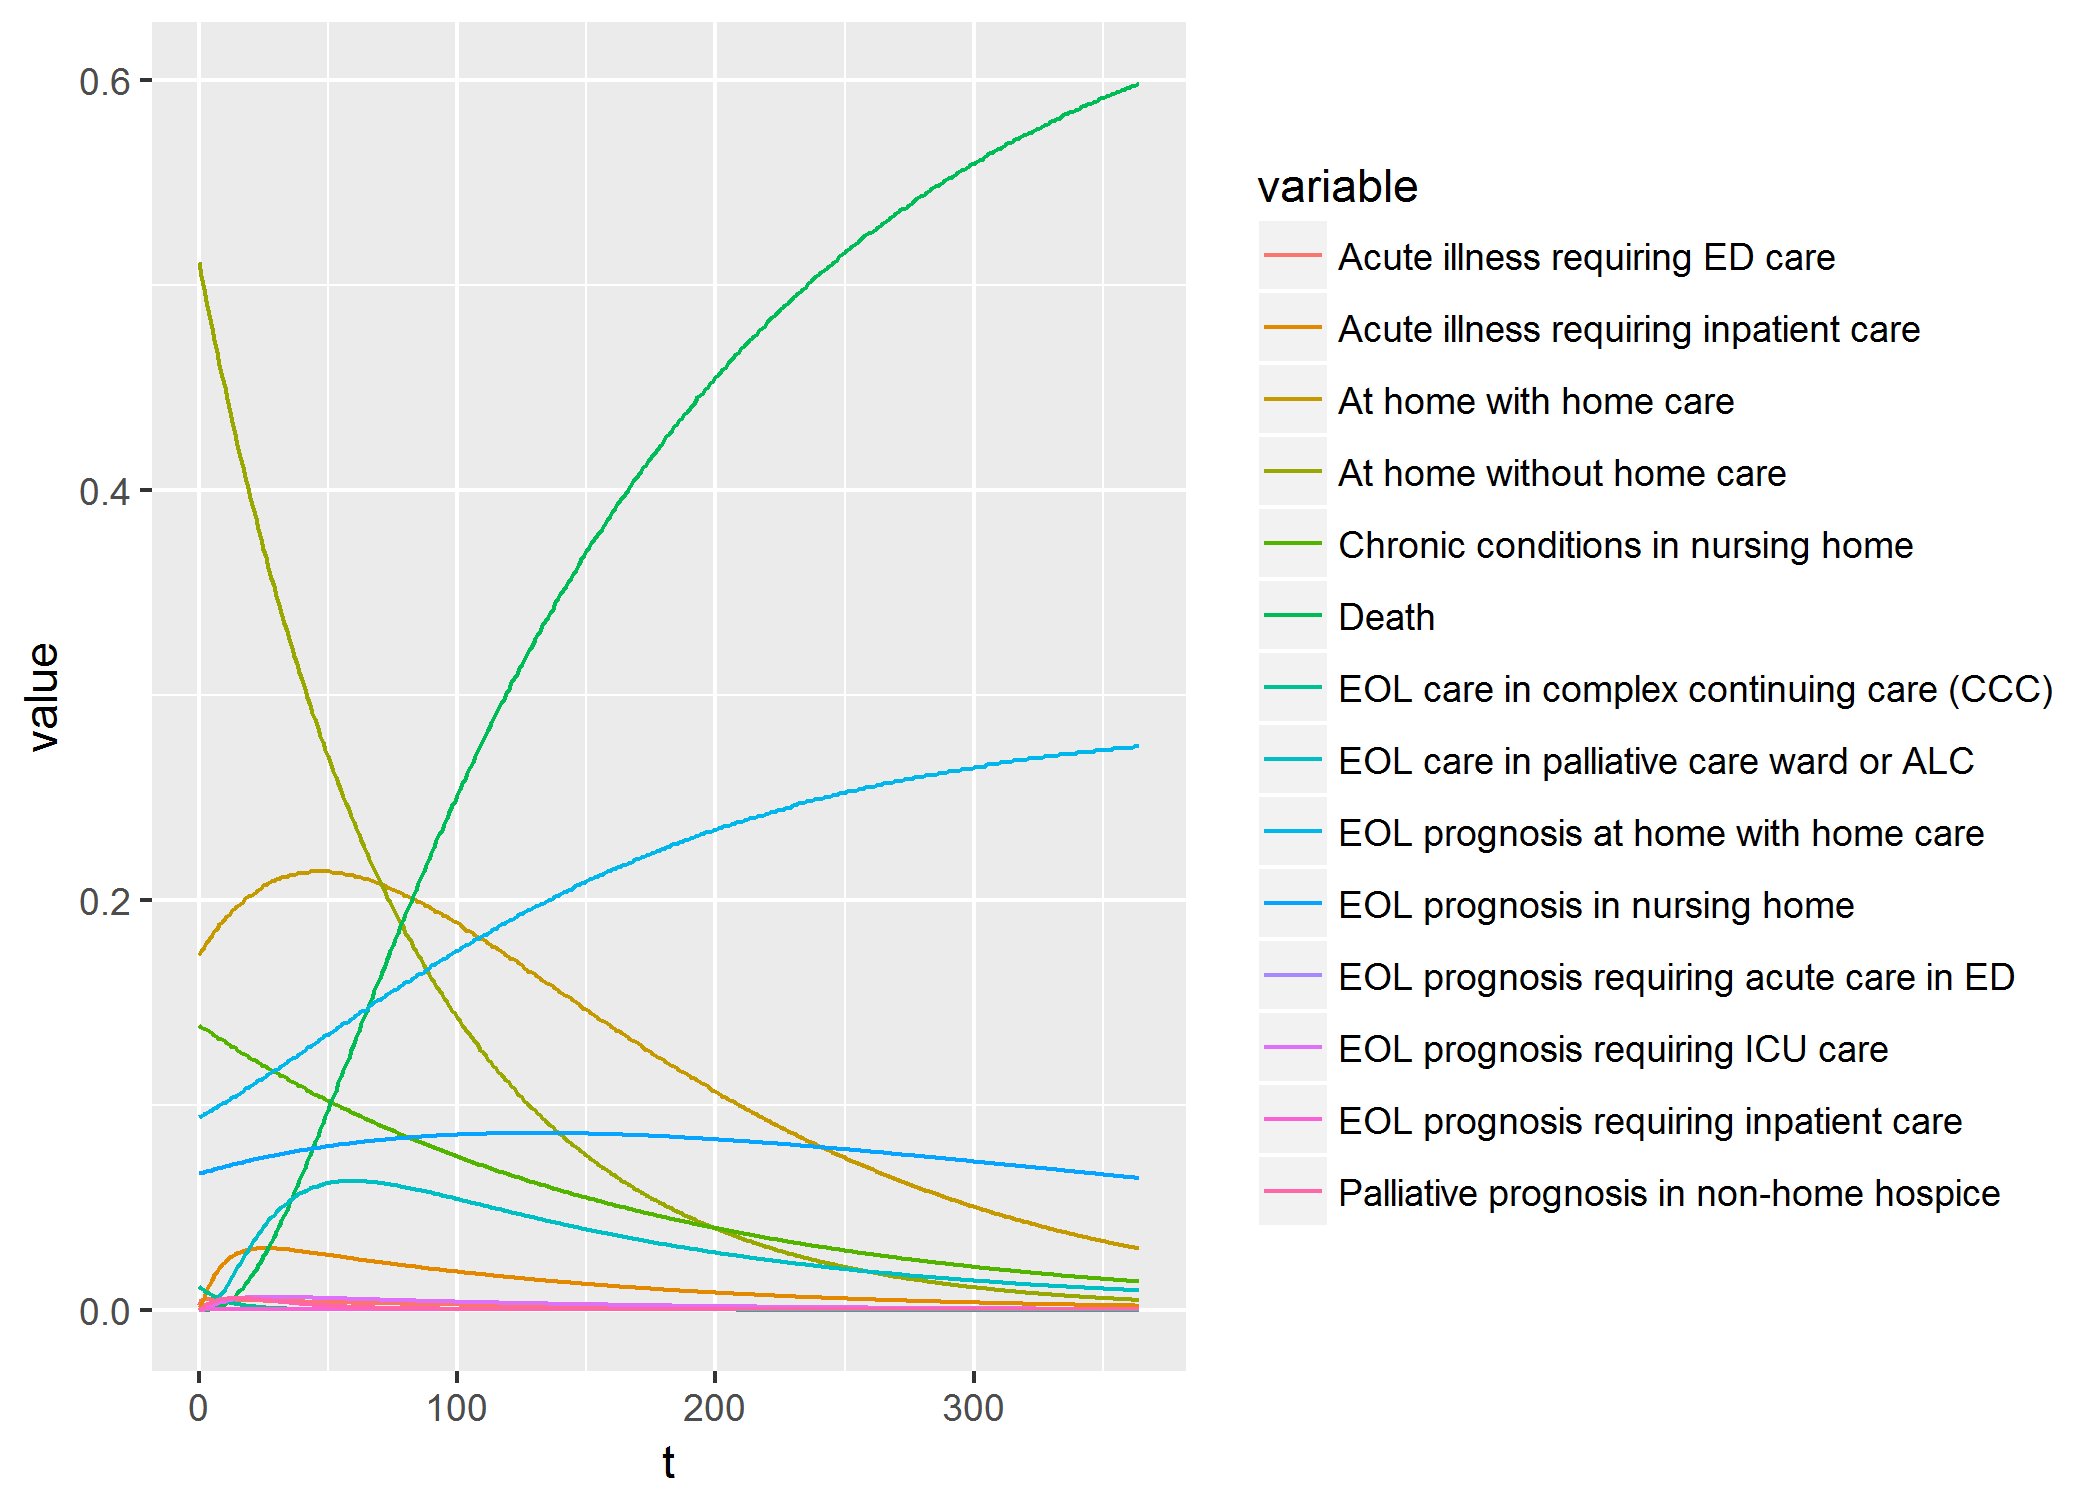 0.6
0.4
0.2
0.0
value
0
100
200
300
t
variable
Acute illness requiring ED care
Acute illness requiring inpatient care
At home with home care
At home without home care
Chronic conditions in nursing home
Death
EOL care in complex continuing care (CCC)
EOL care in palliative care ward or ALC
EOL prognosis at home with home care
EOL prognosis in nursing home
EOL prognosis requiring acute care in ED
EOL prognosis requiring ICU care
EOL prognosis requiring inpatient care
Palliative prognosis in non-home hospice